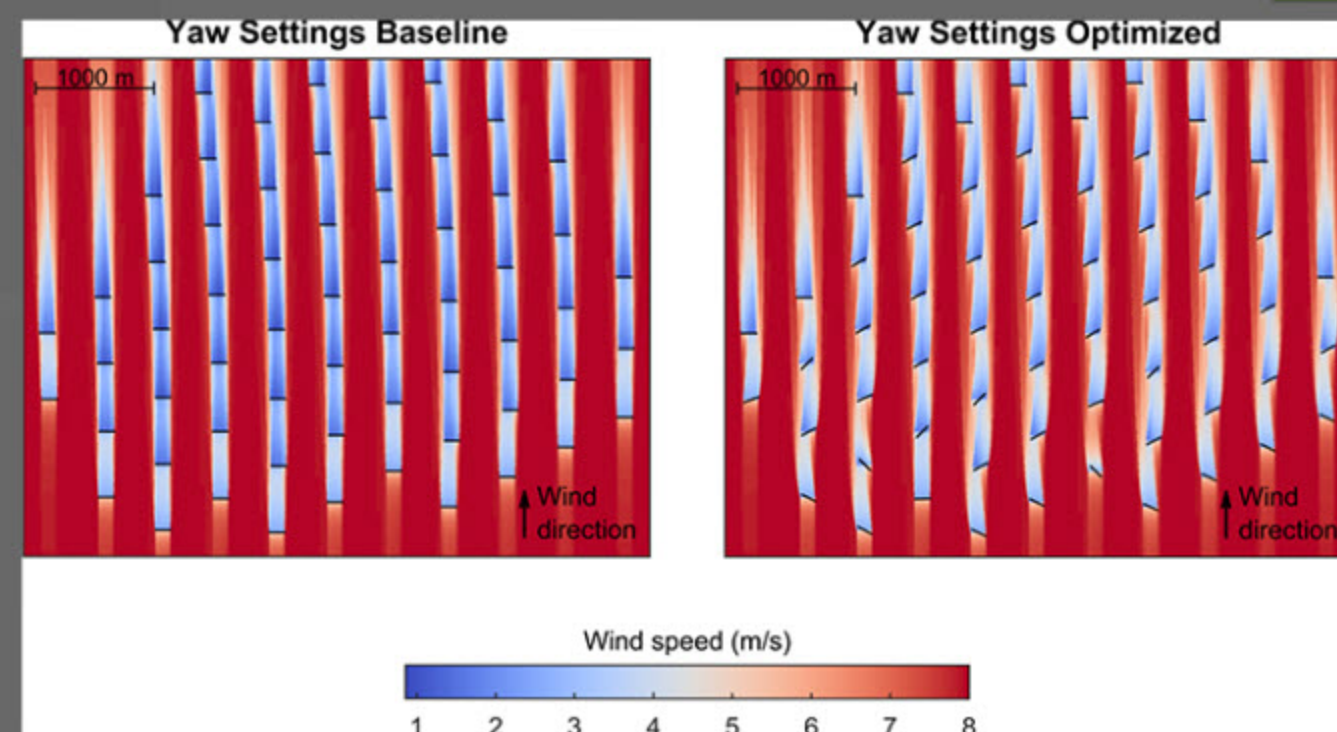 Yaw Settings Baseline
Yaw Settings Optimized
1000 m
1000 m
Wind
direction
Wind
direction
Wind speed (m/s)
1 2 3 4 5 6 7 8